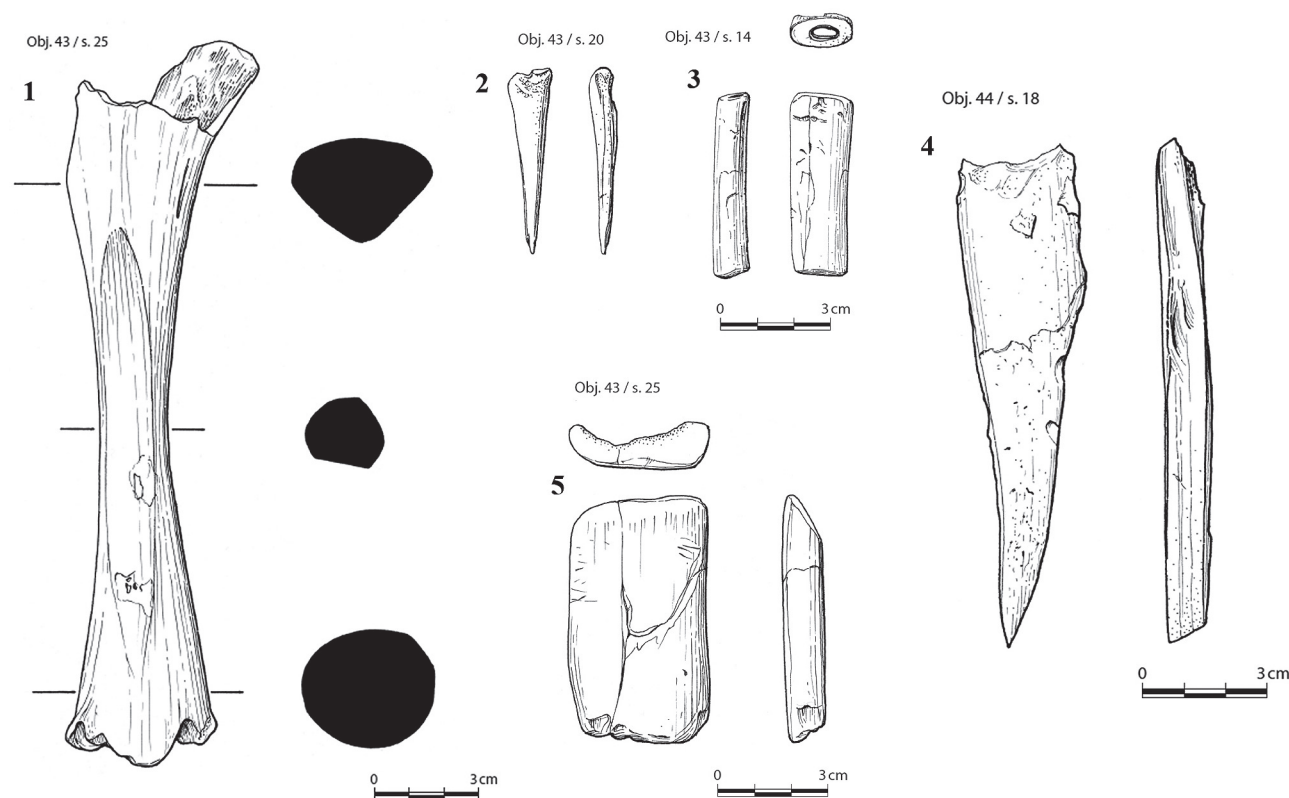 Obj. 43 / s. 25
1
Obj. 43 / s. 20
2
Obj. 43 / s. 14
3
0 3 cm
Obj. 44 / s. 18
4
0 3 cm
Obj. 43 / s. 25
5
0 3 cm
0 3 cm